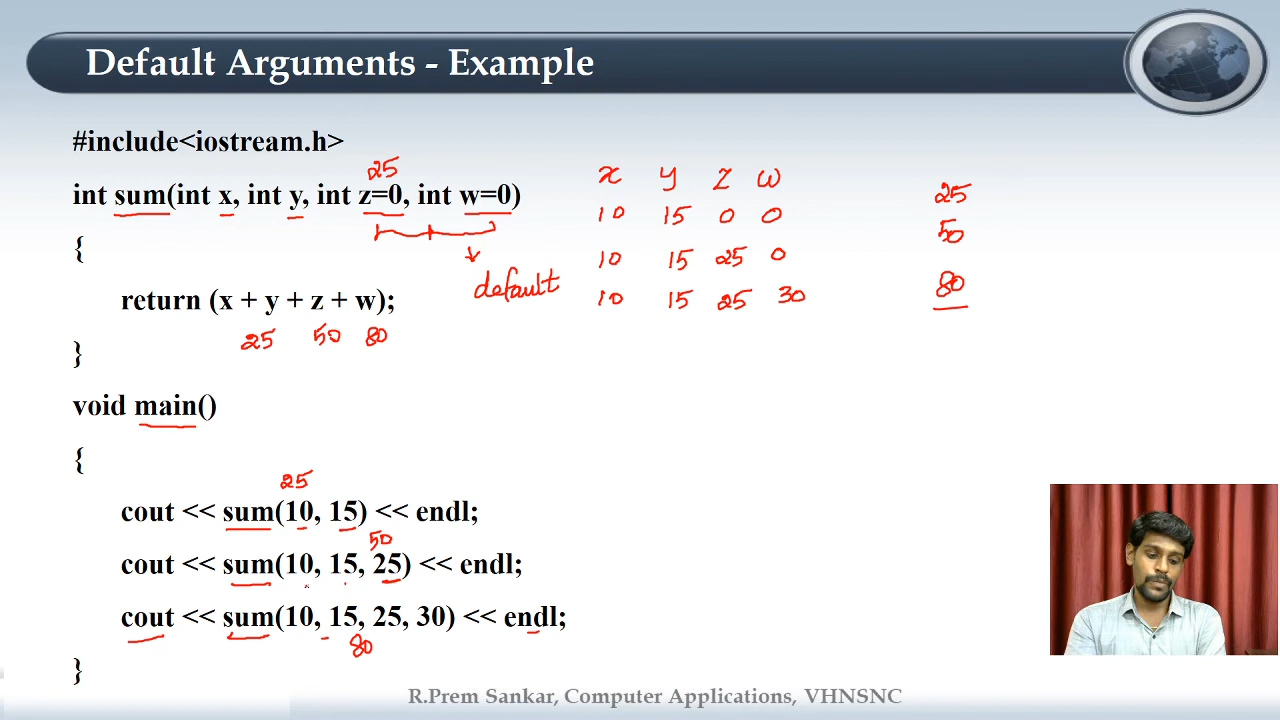 Default Arguments - Example
#include<iostream.h>
25
int sum(int x, int y, int z=0, int w=0)
{
default
return (x + y + z + w);
25 50 80
}
void main()
{
25
cout << sum(10, 15) << endl;
50
cout << sum(10, 15, 25) << endl;
cout << sum(10, 15, 25, 30) << endl;
80
}
x y z w
10 15 0 0
10 15 25 0
10 15 25 30
25
50
80
R.Prem Sankar, Computer Applications, VHNSNC